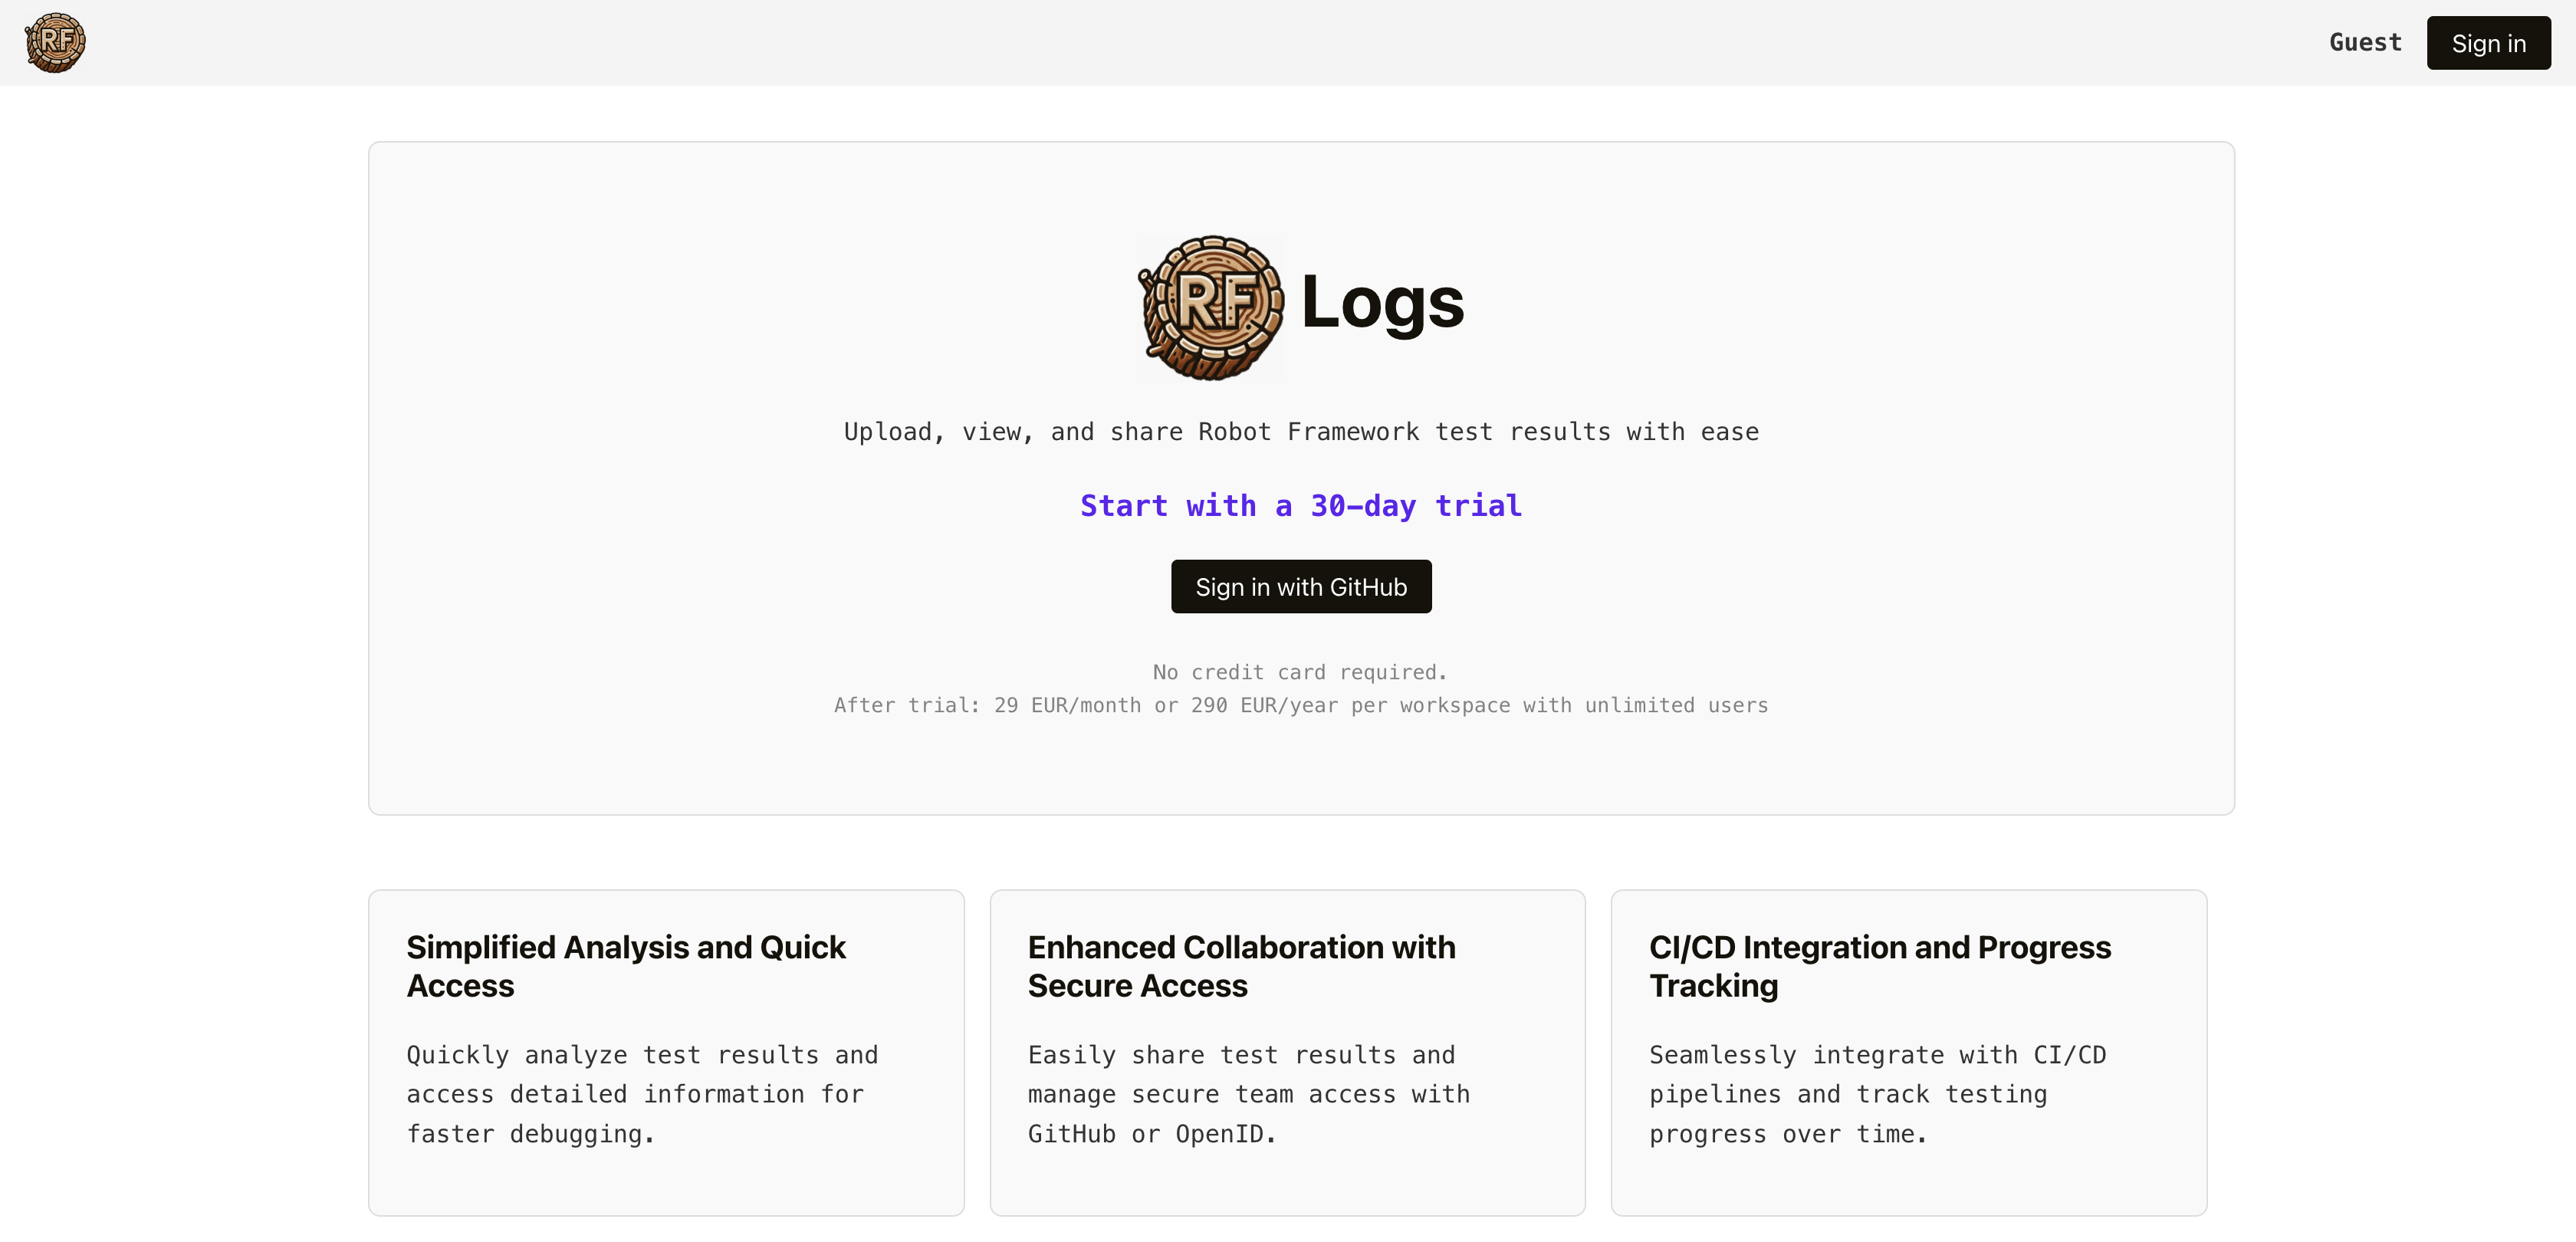 RF
Guest
Sign in
RF Logs
Upload, view, and share Robot Framework test results with ease
Start with a 30-day trial
Sign in with GitHub
No credit card required.
After trial: 29 EUR/month or 290 EUR/year per workspace with unlimited users
Simplified Analysis and Quick
Access
Quickly analyze test results and
access detailed information for
faster debugging.
Enhanced Collaboration with
Secure Access
Easily share test results and
manage secure team access with
GitHub or OpenID.
CI/CD Integration and Progress
Tracking
Seamlessly integrate with CI/CD
pipelines and track testing
progress over time.